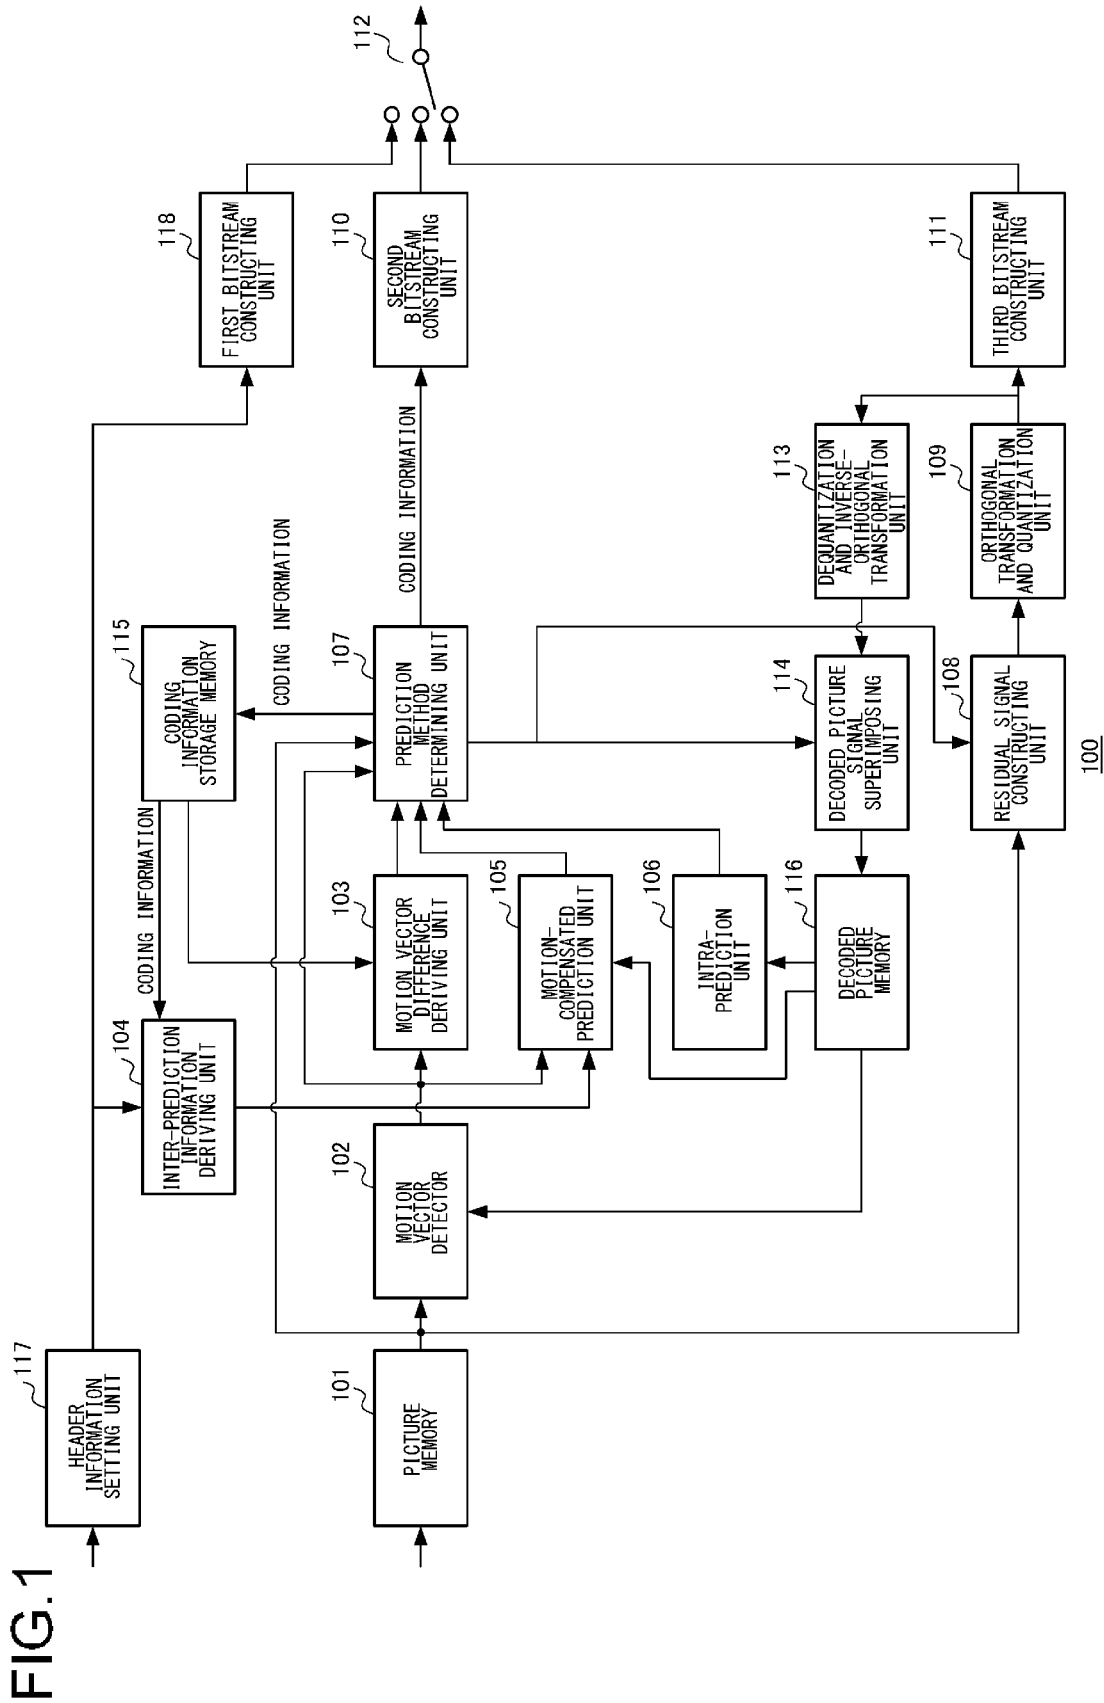 FIG.1
117
HEADER
INFORMATION
SETTING UNIT
104
INTER-PREDICTION
INFORMATION
DERIVING UNIT
CODING INFORMATION
115
CODING
INFORMATION
STORAGE MEMORY
CODING INFORMATION
118
FIRST BITSTREAM
CONSTRUCTING
UNIT
112
101
PICTURE
MEMORY
102
MOTION
VECTOR
DETECTOR
103
MOTION VECTOR
DIFFERENCE
DERIVING UNIT
107
PREDICTION
METHOD
DETERMINING UNIT
CODING INFORMATION
110
SECOND
BITSTREAM
CONSTRUCTING
UNIT
105
MOTION-
COMPENSATED
PREDICTION UNIT
106
INTRA-
PREDICTION
UNIT
116
DECODED
PICTURE
MEMORY
114
DECODED PICTURE
SIGNAL
SUPERIMPOSING
UNIT
113
DEQUANTIZATION
AND INVERSE-
ORTHOGONAL
TRANSFORMATION
UNIT
108
RESIDUAL SIGNAL
CONSTRUCTING
UNIT
109
ORTHOGONAL
TRANSFORMATION
AND QUANTIZATION
UNIT
111
THIRD BITSTREAM
CONSTRUCTING
UNIT
100